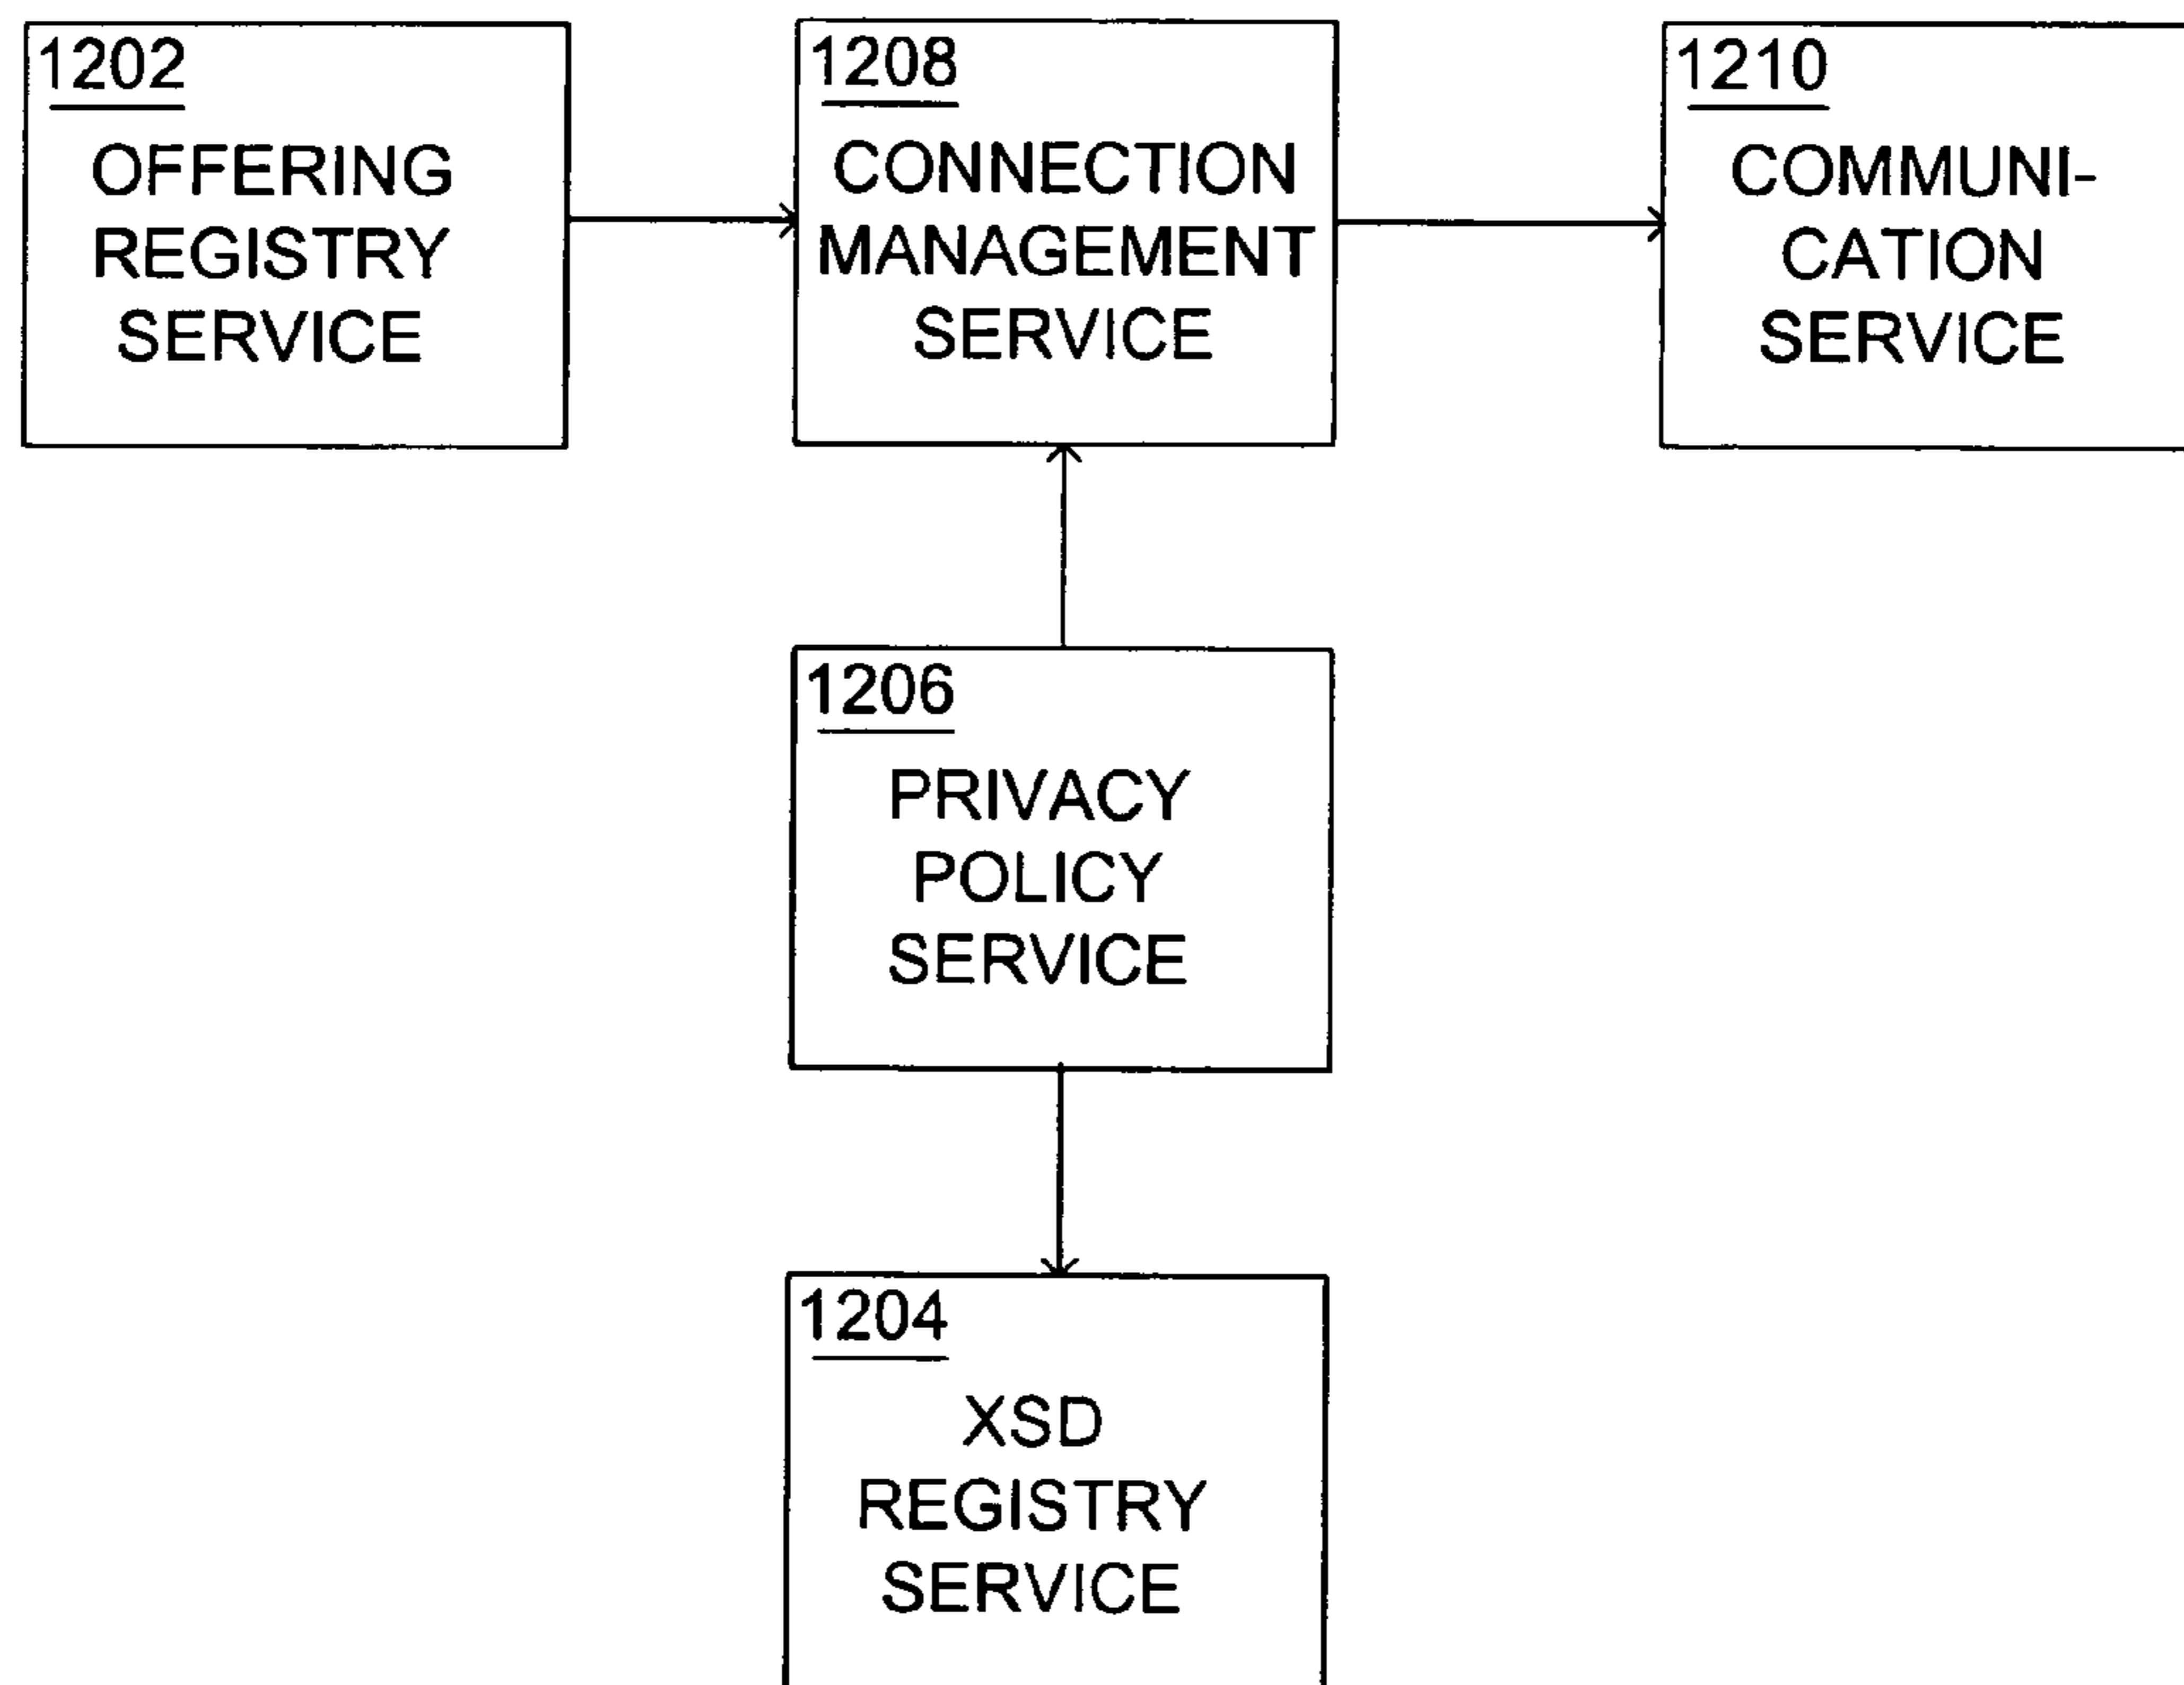 1202
OFFERING
REGISTRY
SERVICE
1208
CONNECTION
MANAGEMENT
SERVICE
1210
COMMUNI-
CATION
SERVICE
1206
PRIVACY
POLICY
SERVICE
1204
XSD
REGISTRY
SERVICE